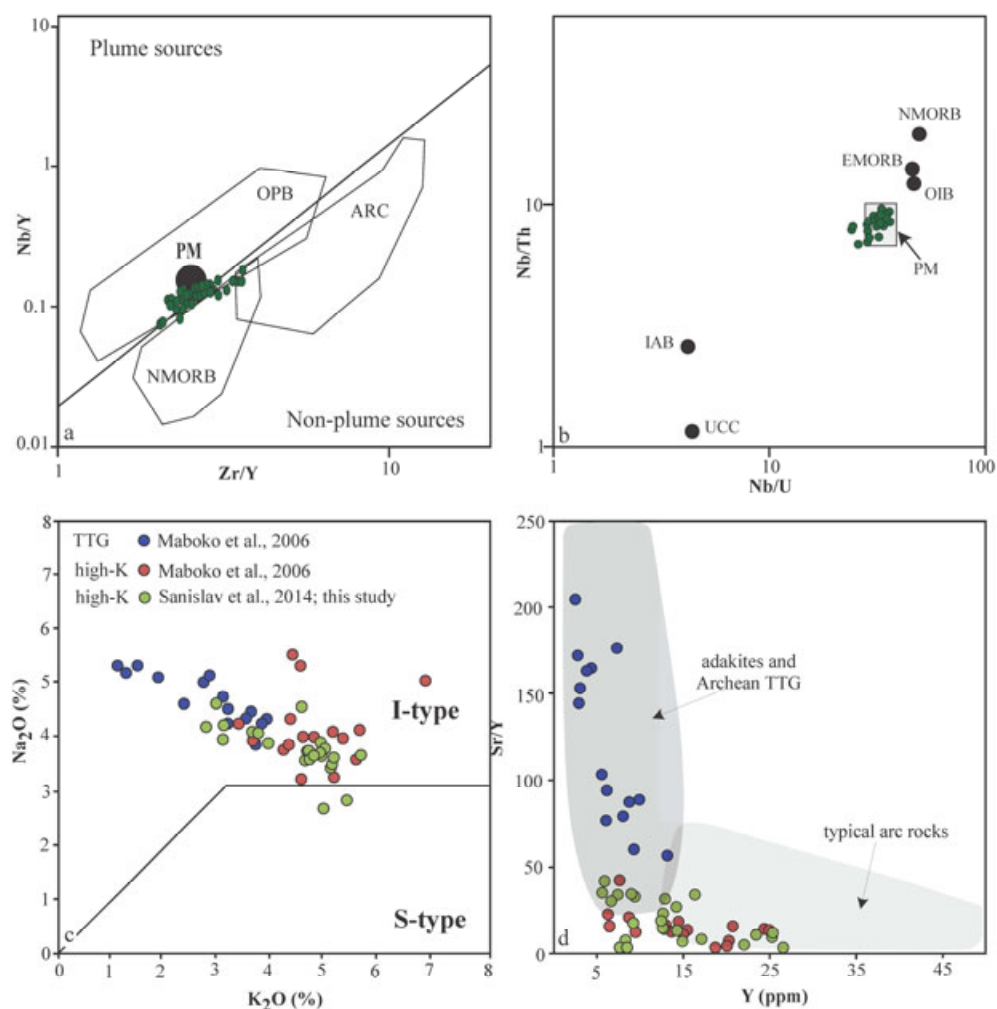 10
Plume sources
1
OPB
ARC
Nb/Y
PM
0.1
NMORB
Non-plume sources
0.01
a
1
10
Zr/Y
NMORB
EMORB
OIB
10
Nb/Th
PM
IAB
UCC
1
b
1
10
100
Nb/U
8
TTG Maboko et al., 2006
7
high-K Maboko et al., 2006
high-K Sanislav et al., 2014; this study
6
5
I-type
Na2O (%)
4
3
2
S-type
1
0
c
0
1
2
3
4
5
6
7
8
K2O (%)
250
200
adakites and
Archean TTG
150
Sr/Y
100
typical arc rocks
50
0
d
5
15
25
35
45
Y (ppm)